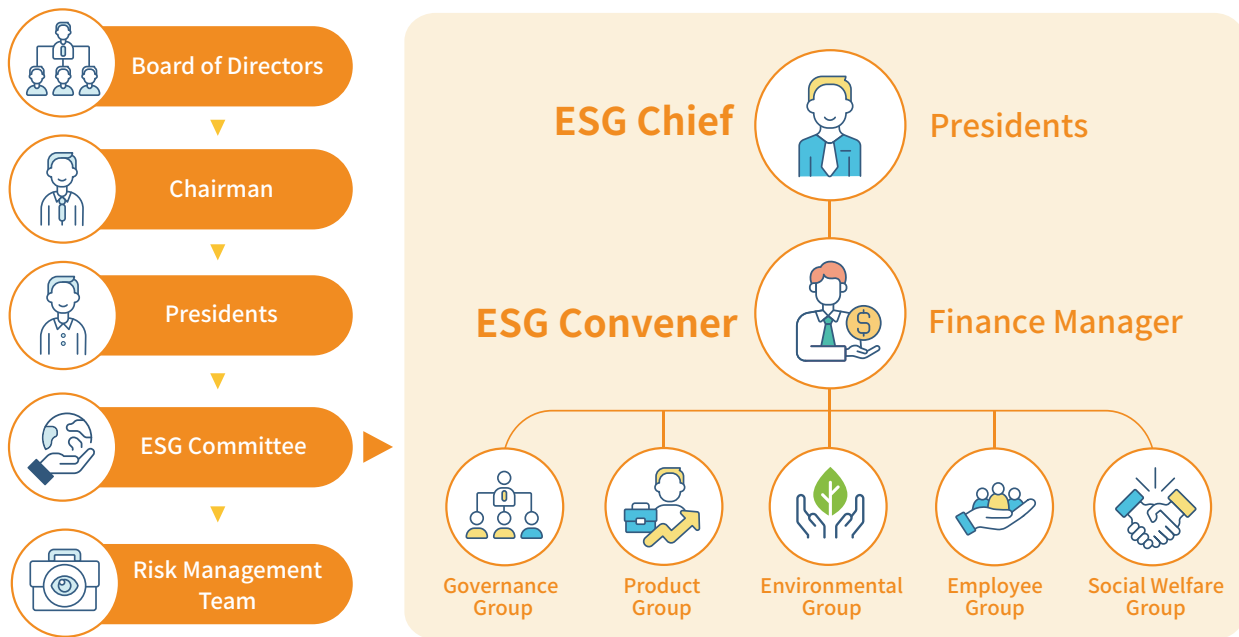 Board of Directors
Chairman
Presidents
ESG Committee
Risk Management
Team
ESG Chief
Presidents
ESG Convener
Finance Manager
Governance
Group
Product
Group
Environmental
Group
Employee
Group
Social Welfare
Group